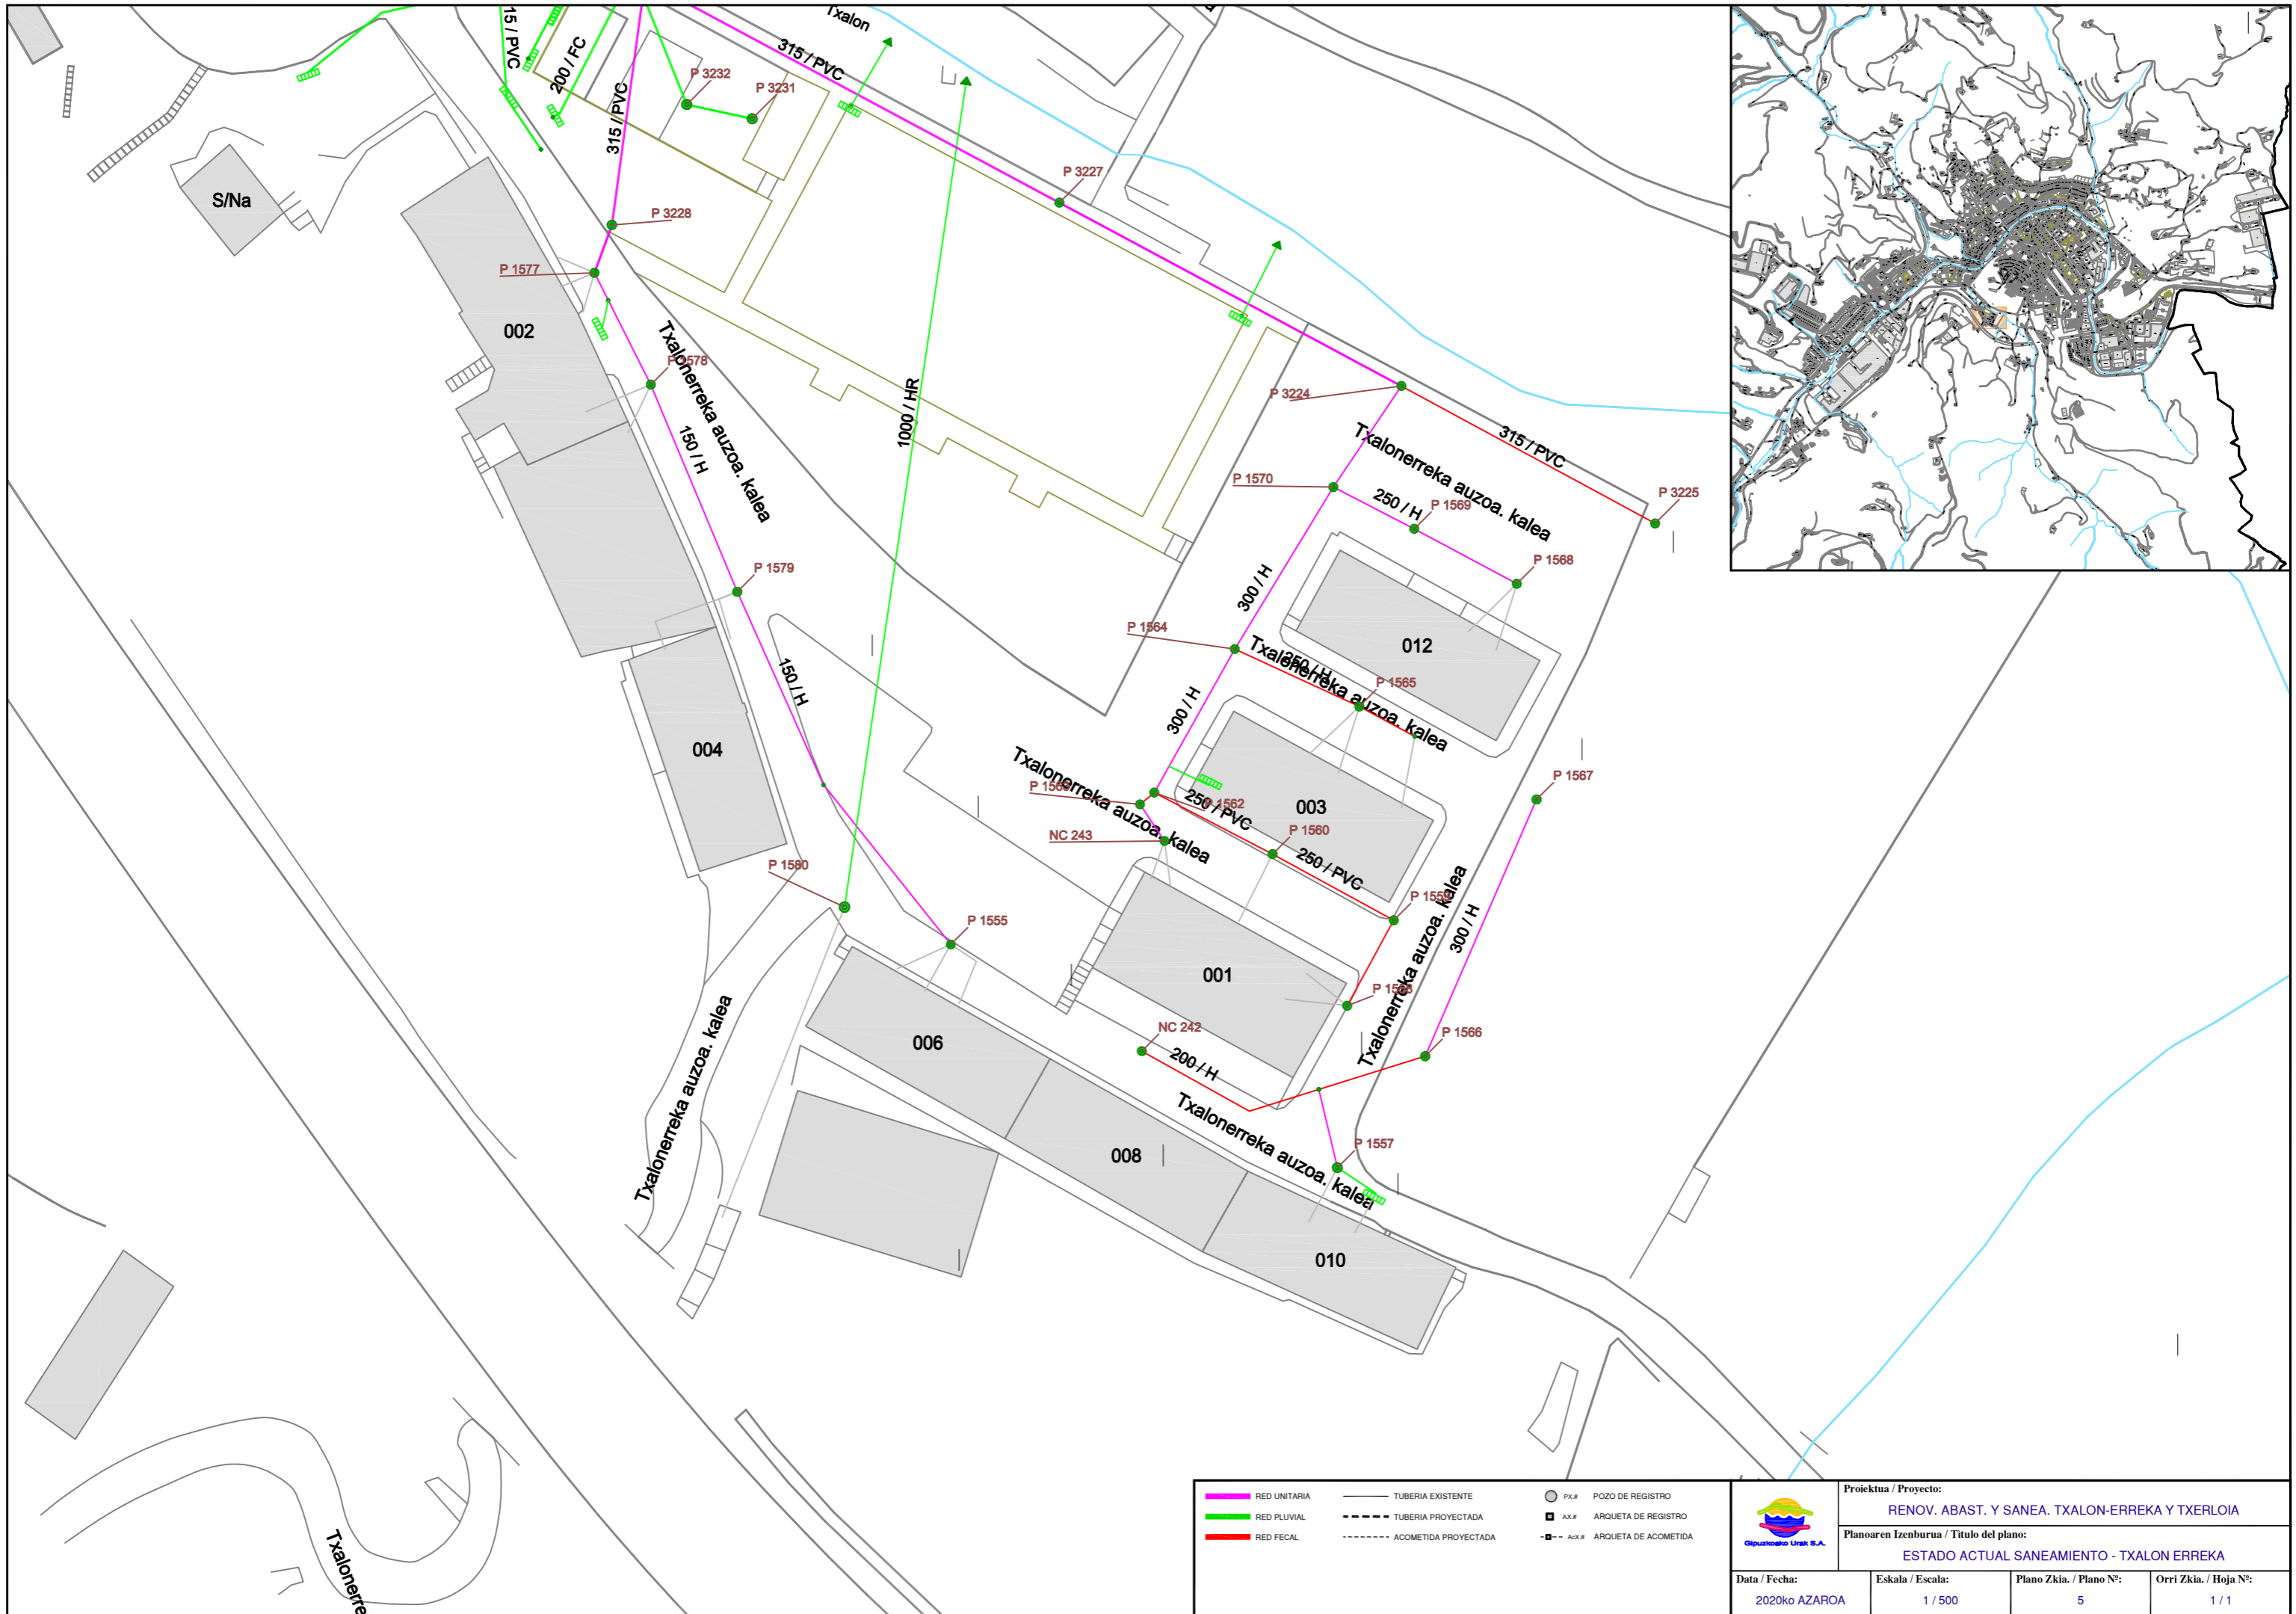 Txalon
15 / PVC
200 / FC
315 / PVC
315 / PVC
P 3232
P 3231
P 3227
P 3228
S/Na
P 1577
002
P 1578
Txalonerreka auzoa. kalea
150 / H
1000 / HR
P 3224
315 / PVC
P 3225
Txalonerreka auzoa. kalea
P 1570
250 / H
P 1569
P 1568
300 / H
P 1579
P 1564
012
Txalonerreka auzoa. kalea
250 / H
P 1565
150 / H
300 / H
004
Txalonerreka auzoa. kalea
P 1562
250 / PVC
003
P 1567
NC 243
P 1560
250 / PVC
P 1580
P 1555
Txalonerreka auzoa. kalea
300 / H
001
006
NC 242
200 / H
P 1566
Txalonerreka auzoa. kalea
Txalonerreka auzoa. kalea
P 1557
008
010
Txalonerre
RED UNITARIA
RED PLUVIAL
RED FECAL
TUBERIA EXISTENTE
TUBERIA PROYECTADA
ACOMETIDA PROYECTADA
PX.# POZO DE REGISTRO
AX.# ARQUETA DE REGISTRO
AcX.# ARQUETA DE ACOMETIDA
Gipuzkoako Urak S.A.
Proiektua / Proyecto:
RENOV. ABAST. Y SANEA. TXALON-ERREKA Y TXERLOIA
Planoaren Izenburua / Titulo del plano:
ESTADO ACTUAL SANEAMIENTO - TXALON ERREKA
Data / Fecha:
2020ko AZAROA
Eskala / Escala:
1 / 500
Plano Zkia. / Plano Nº:
5
Orri Zkia. / Hoja Nº:
1 / 1